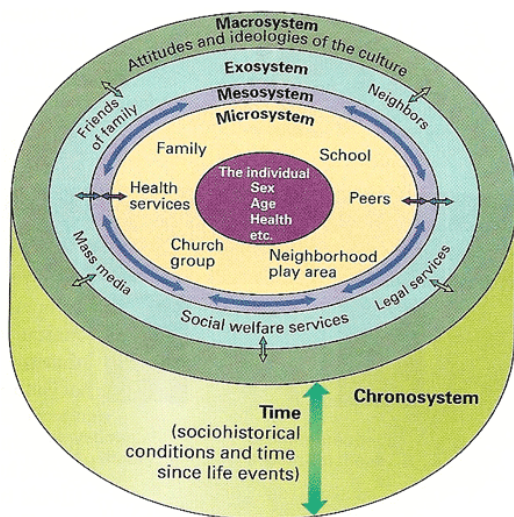 Macrosystem
Attitudes and ideologies of the culture
Exosystem
Mesosystem
Microsystem
Friends
of family
Neighbors
Family
School
The individual
Sex
Age
Health
etc.
Health
services
Peers
Church
group
Neighborhood
play area
Mass media
Legal services
Social welfare services
Chronosystem
Time
(sociohistorical
conditions and time
since life events)